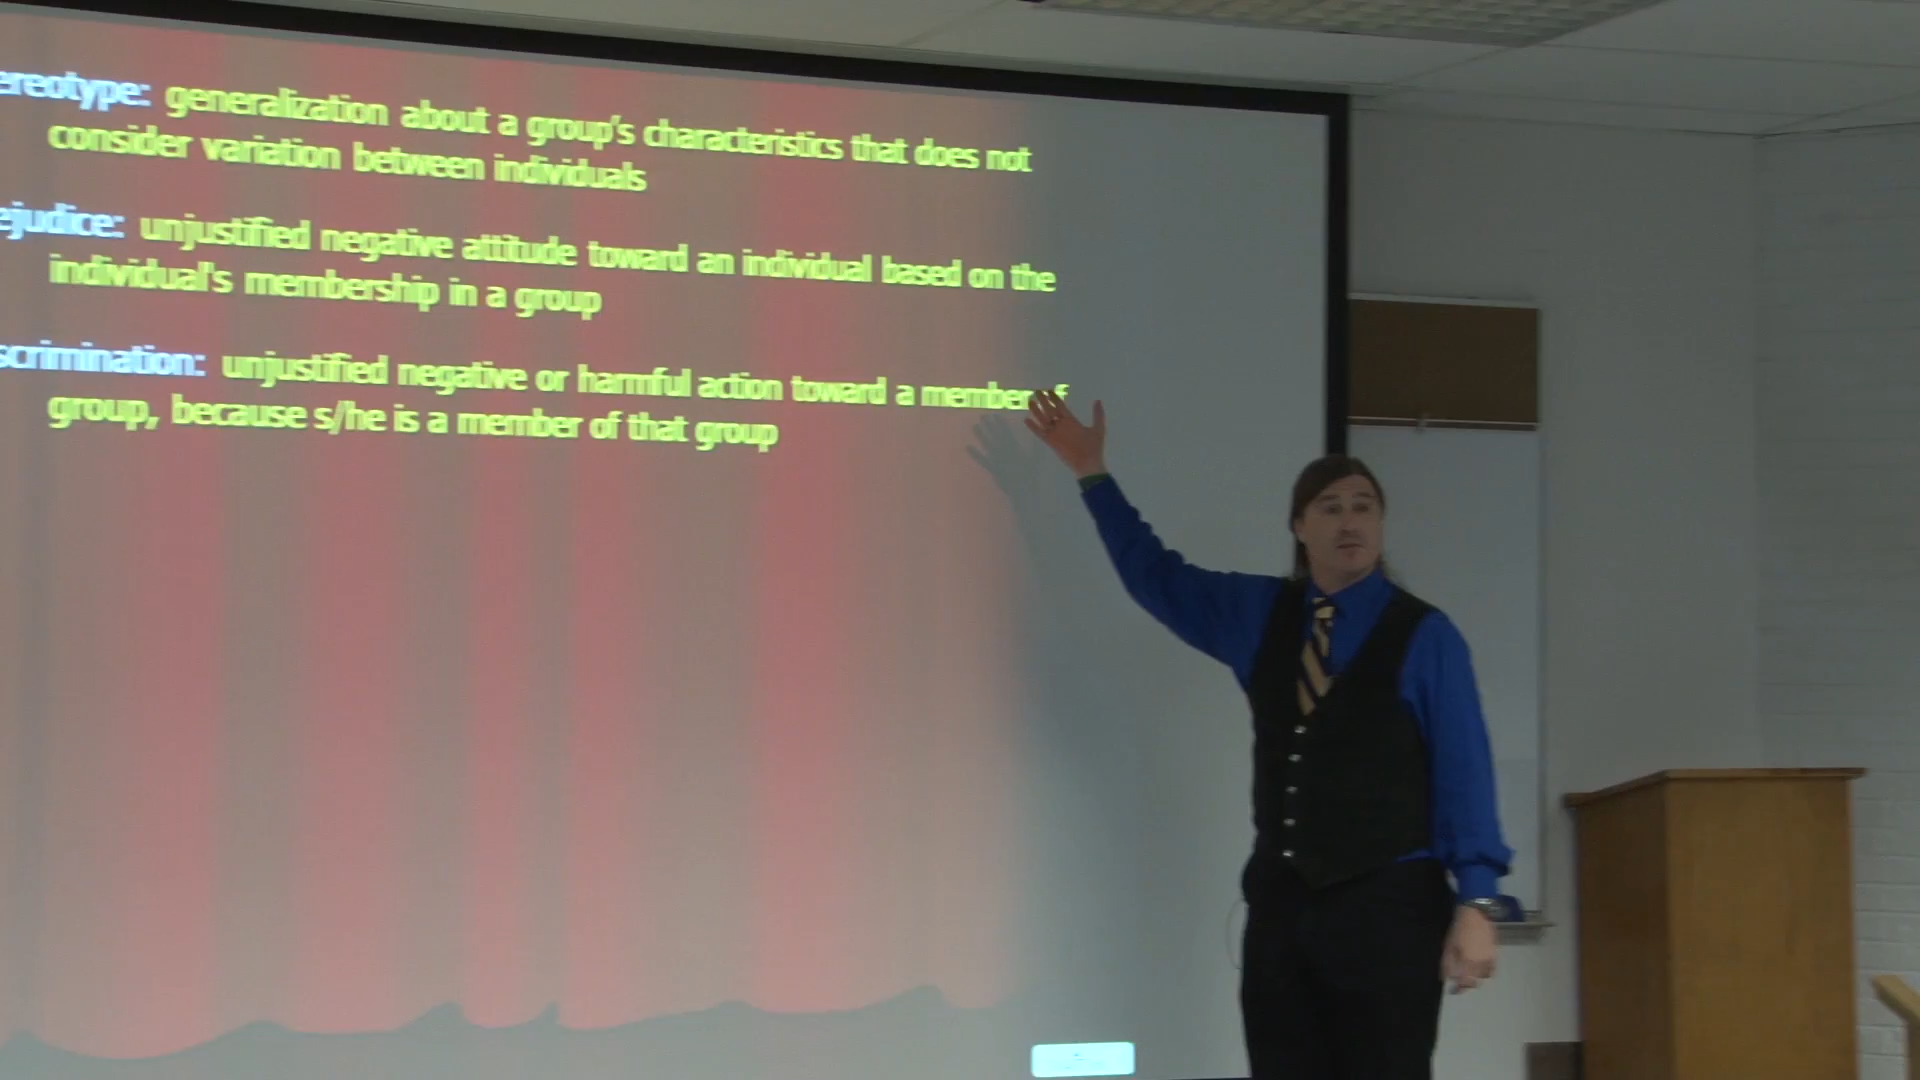 ereotype: generalization about a group's characteristics that does not
consider variation between individuals
ejudice: unjustified negative attitude toward an individual based on the
individual's membership in a group
scrimination: unjustified negative or harmful action toward a member of
group, because s/he is a member of that group